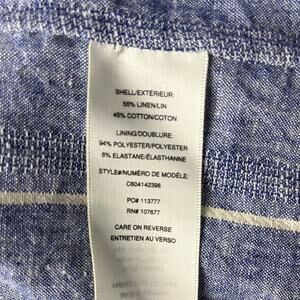 SHELL/EXTÉRIEUR:
55% LINEN/LIN
45% COTTON/COTON
LINING/DOUBLURE:
94% POLYESTER/POLYESTER
6% ELASTANE/ÉLASTHANNE
STYLE#/NUMÉRO DE MODÈLE:
C804142398
PO# 113777
RN# 107677
CARE ON REVERSE
ENTRETIEN AU VERSO